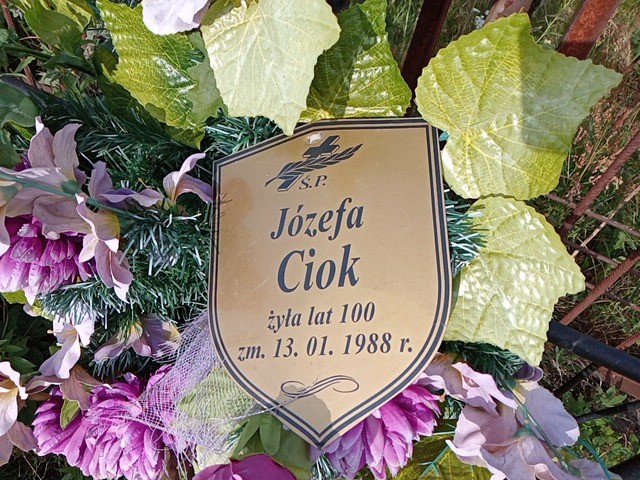 Ś.P.
Józefa
Ciok
żyła lat 100
zm. 13. 01. 1988 r.